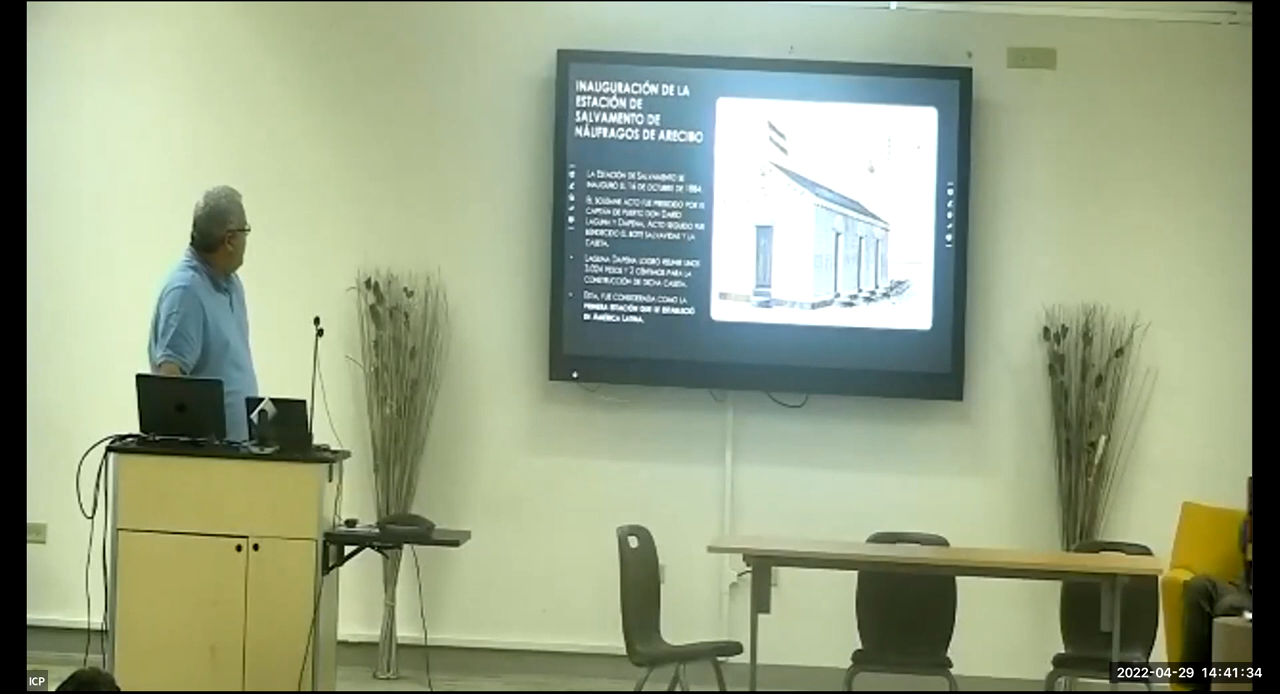 INAUGURACIÓN DE LA
ESTACIÓN DE
SALVAMENTO DE
NÁUFRAGOS DE ARECIBO
LA ESTACIÓN DE SALVAMENTO SE
INAUGURÓ EL 16 DE OCTUBRE DE 1884.
EL SOLEMNE ACTO FUE PRESIDIDO POR EL
CAPITÁN DE PUERTO DON DARÍO
LAGUNA Y DAPENA. ACTO SEGUIDO FUE
BENDECIDO EL BOTE SALVAVIDAS Y LA
CASETA.
LAGUNA DAPENA LOGRÓ REUNIR UNOS
PESOS Y 2 CÉNTIMOS PARA LA
CONSTRUCCIÓN DE DICHA CASETA.
ESTA, FUE CONSIDERADA COMO LA
PRIMERA ESTACIÓN QUE SE ESTABLECIÓ
EN AMÉRICA LATINA.
ICP
2022-04-29 14:41:34